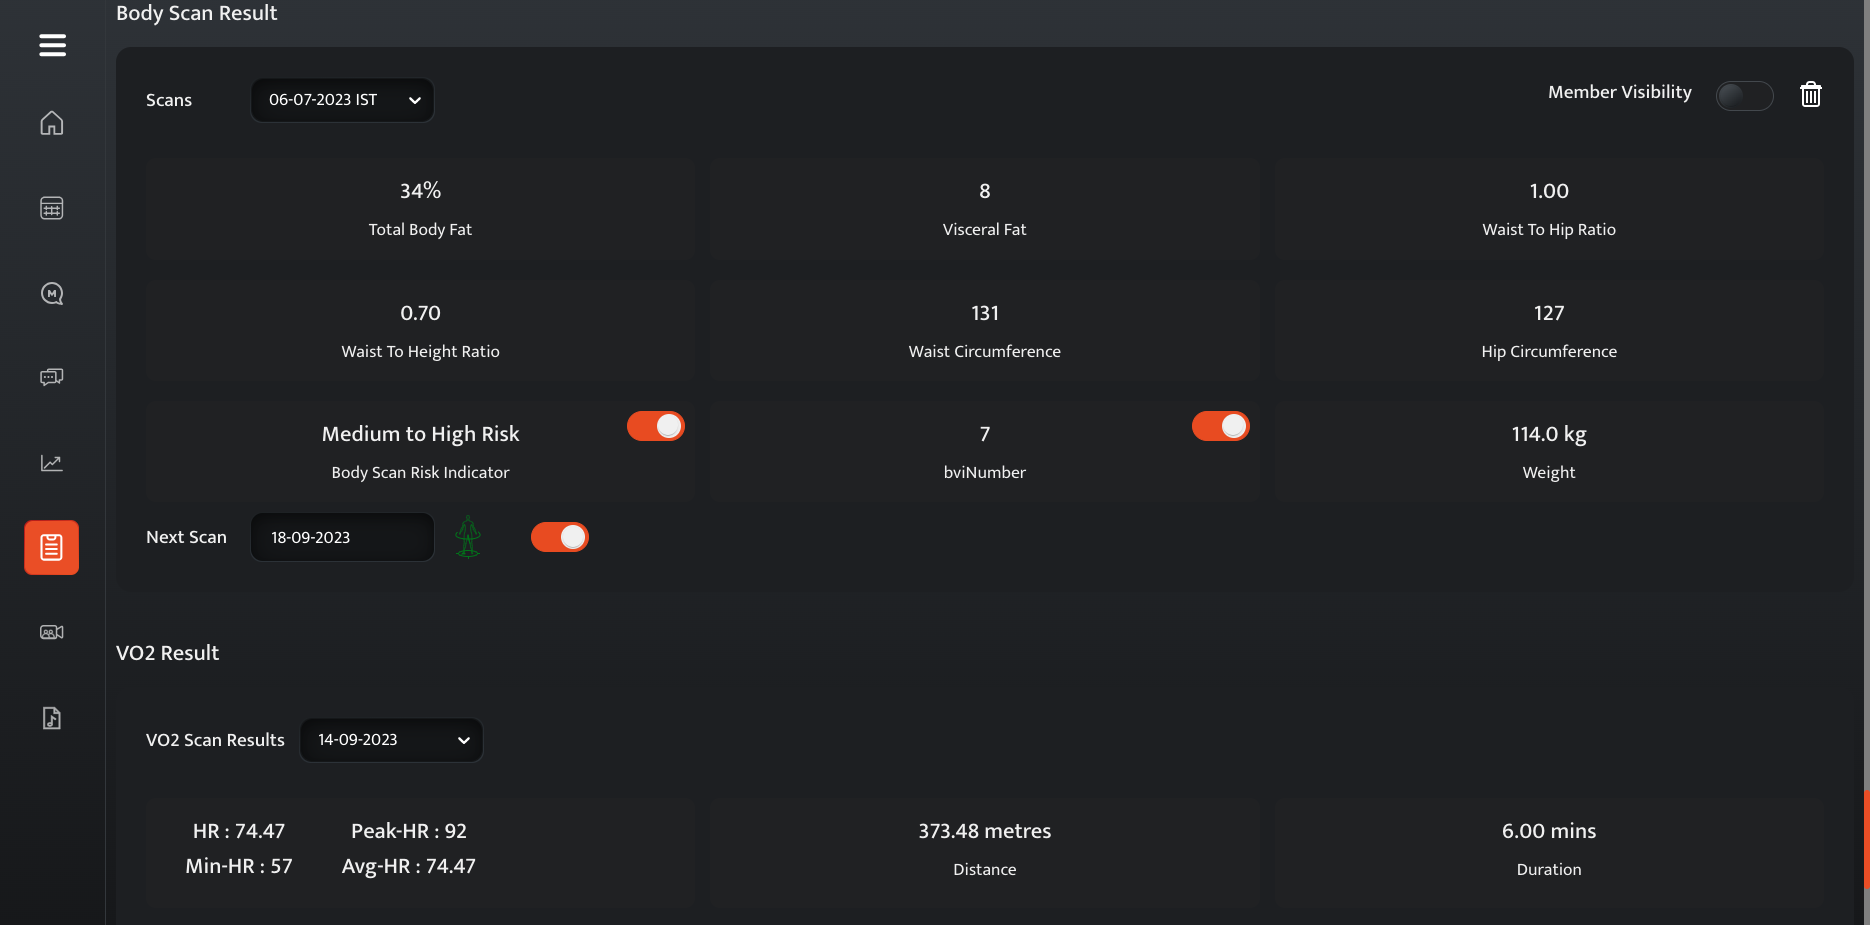 Body Scan Result
Scans
06-07-2023 IST
Member Visibility
34%
Total Body Fat
8
Visceral Fat
1.00
Waist To Hip Ratio
0.70
Waist To Height Ratio
131
Waist Circumference
127
Hip Circumference
Medium to High Risk
Body Scan Risk Indicator
7
bviNumber
114.0 kg
Weight
Next Scan
18-09-2023
VO2 Result
VO2 Scan Results
14-09-2023
HR : 74.47
Peak-HR : 92
Min-HR : 57
Avg-HR : 74.47
373.48 metres
Distance
6.00 mins
Duration
M